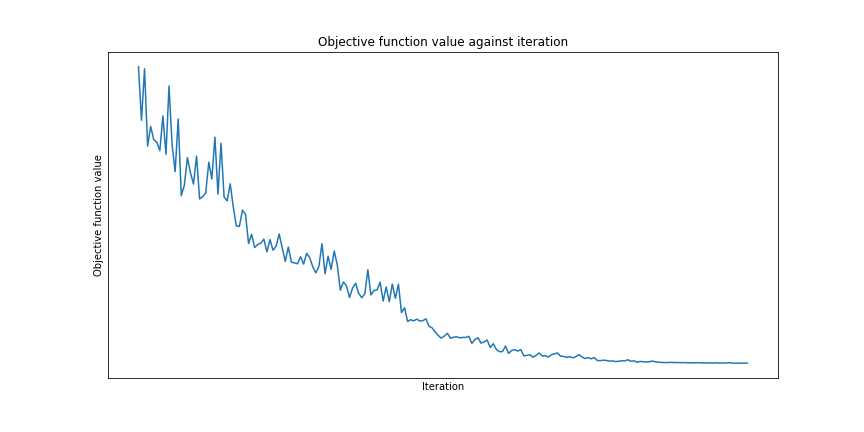 Objective function value against iteration
Objective function value
Iteration